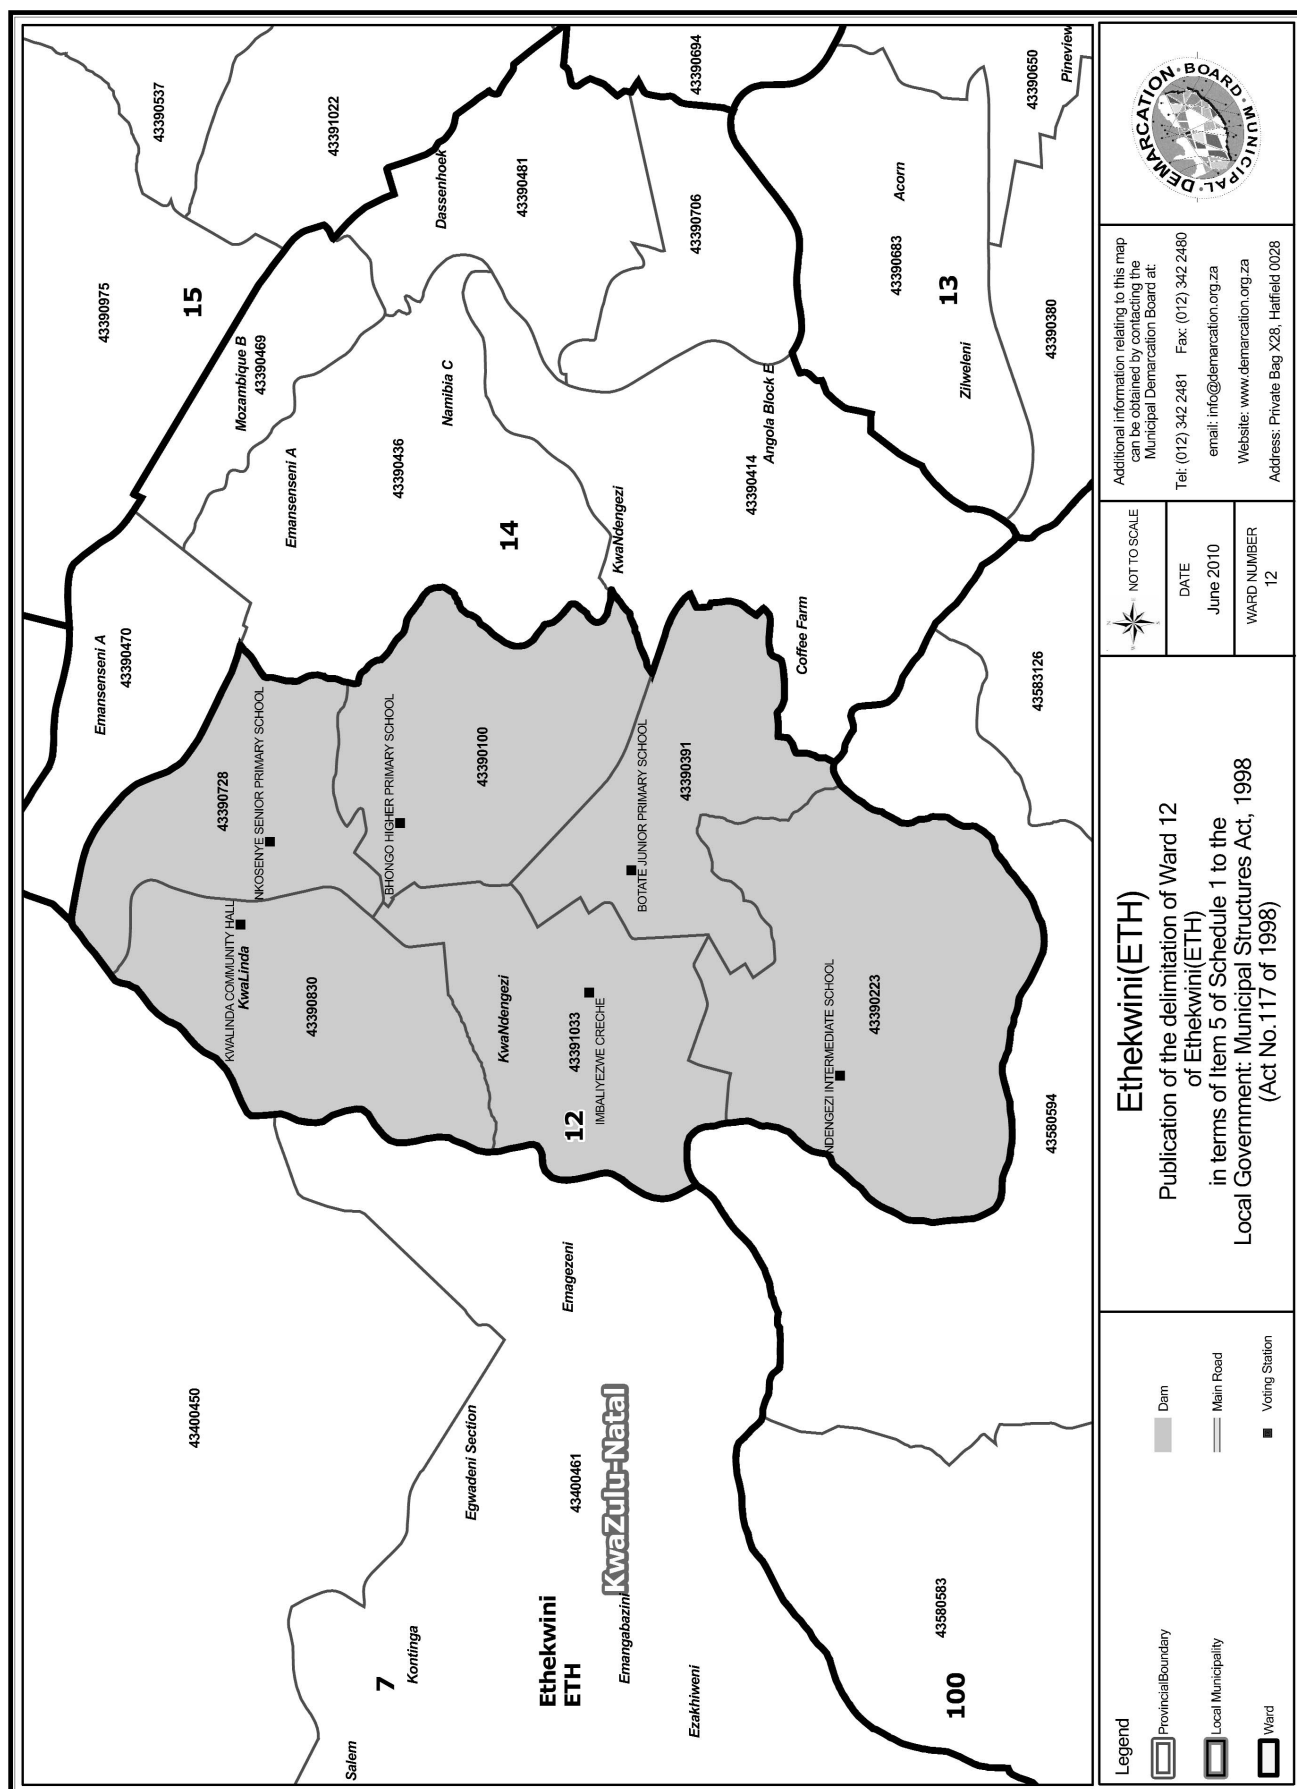 43390537
43391022
43390975
15
Mozambique B
43390469
Dassenhoek
43390481
43390694
43390706
Acorn
43390683
13
43390650
Pineview
43390380
Zilweleni
Emansenseni A
43390470
Emansenseni A
43390436
Namibia C
14
KwaNdengezi
43390414
Angola Block E
Coffee Farm
43583126
43390728
NKOSENYE SENIOR PRIMARY SCHOOL
BHONGO HIGHER PRIMARY SCHOOL
43390100
BOTATE JUNIOR PRIMARY SCHOOL
43390391
KWALINDA COMMUNITY HALL
KwaLinda
43390830
KwaNdengezi
43391033
IMBALIYEZWE CRECHE
12
NDENGEZI INTERMEDIATE SCHOOL
43390223
43580594
43400450
Emagezeni
Egwadeni Section
43400461
KwaZulu-Natal
7
Kontinga
Salem
Ethekwini
ETH
Emangabazini
Ezakhiweni
43580583
100
Legend
ProvincialBoundary
Local Municipality
Ward
Dam
Main Road
Voting Station
Ethekwini(ETH)
Publication of the delimitation of Ward 12
of Ethekwini(ETH)
in terms of Item 5 of Schedule 1 to the
Local Government: Municipal Structures Act, 1998
(Act No.117 of 1998)
NOT TO SCALE
DATE
June 2010
WARD NUMBER
12
Additional information relating to this map
can be obtained by contacting the
Municipal Demarcation Board at:
Tel: (012) 342 2481 Fax: (012) 342 2480
email: info@demarcation.org.za
Website: www.demarcation.org.za
Address: Private Bag X28, Hatfield 0028
MUNICIPAL DEMARCATION BOARD